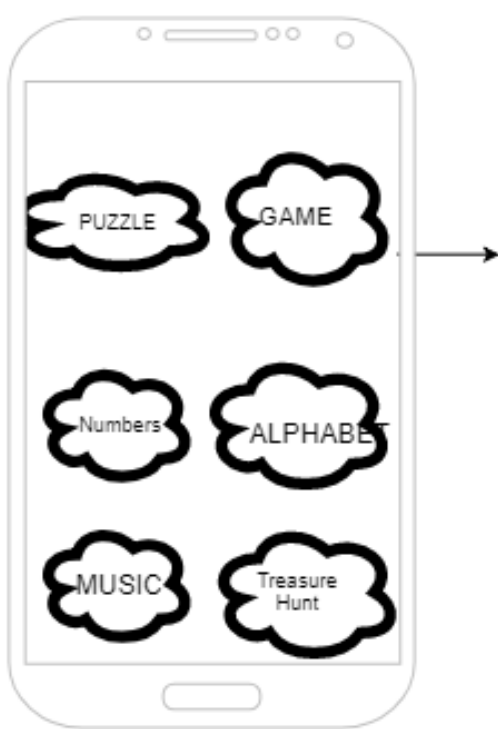 PUZZLE
GAME
Numbers
ALPHABET
MUSIC
Treasure
Hunt